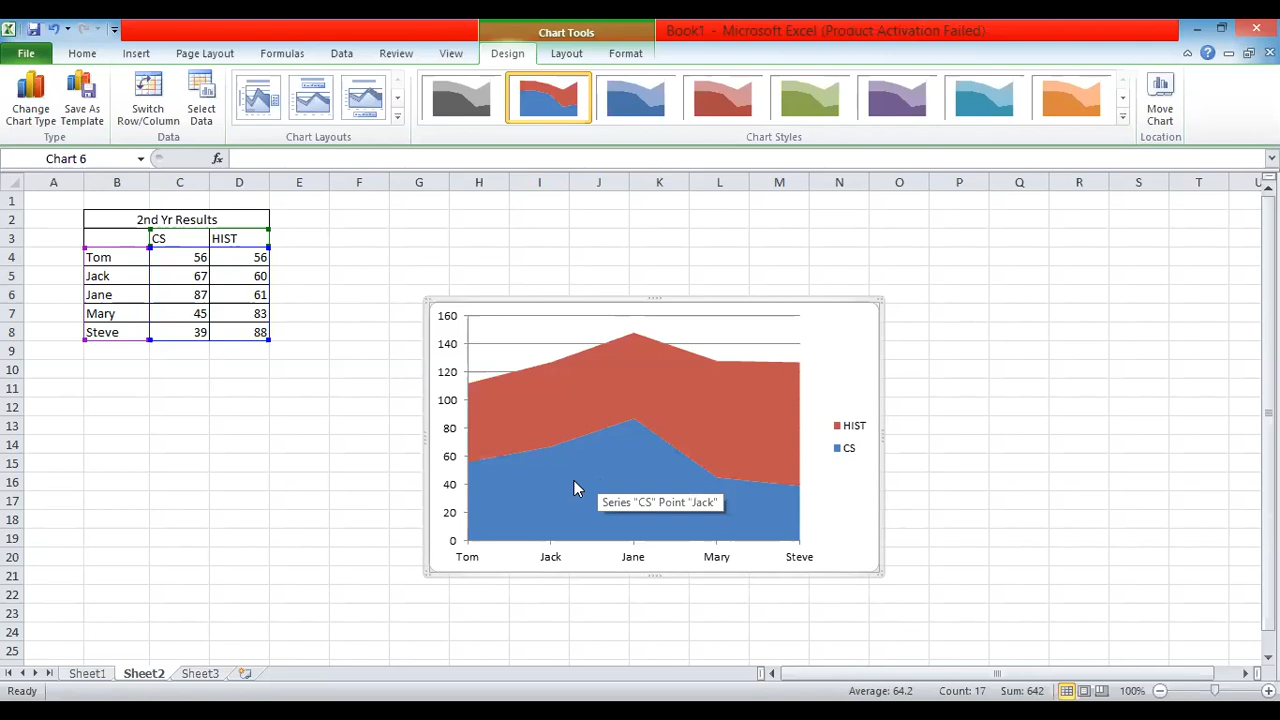 Chart Tools
Book1 - Microsoft Excel (Product Activation Failed)
File Home Insert Page Layout Formulas Data Review View Design Layout Format
Change Chart Type
Save As Template
Switch Row/Column
Select Data
Move Chart
Type Data Chart Layouts Chart Styles Location
Chart 6
fx
A B C D E F G H I J K L M N O P Q R S T U
1
2 2nd Yr Results
3 CS HIST
4 Tom 56 56
5 Jack 67 60
6 Jane 87 61
7 Mary 45 83
8 Steve 39 88
9
10
11
12
13
14
15
16
17
18
19
20
21
22
23
24
25
160
140
120
100
80
60
40
20
0
Tom Jack Jane Mary Steve
HIST
CS
Series "CS" Point "Jack"
Sheet1 Sheet2 Sheet3
Ready Average: 64.2 Count: 17 Sum: 642 100%